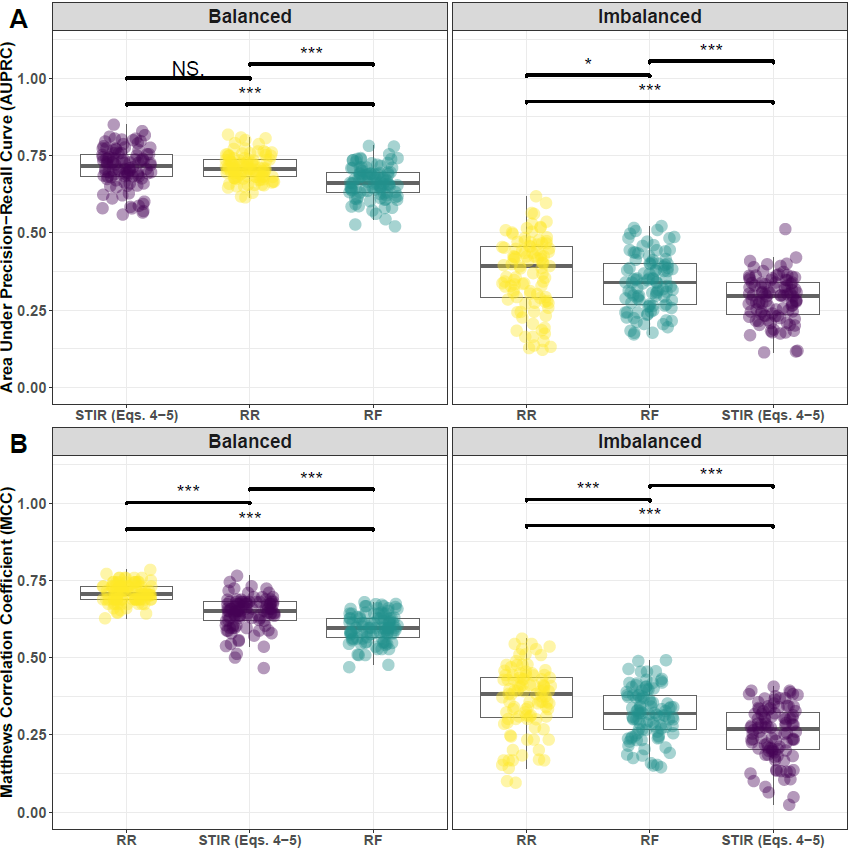 A
Balanced
Imbalanced
Area Under Precision−Recall Curve (AUPRC)
1.00
0.75
0.50
0.25
0.00
NS.
***
***
*
***
***
STIR (Eqs. 4−5)
RR
RF
RR
RF
STIR (Eqs. 4−5)
B
Balanced
Imbalanced
Matthews Correlation Coefficient (MCC)
1.00
0.75
0.50
0.25
0.00
***
***
***
***
***
***
RR
STIR (Eqs. 4−5)
RF
RR
RF
STIR (Eqs. 4−5)